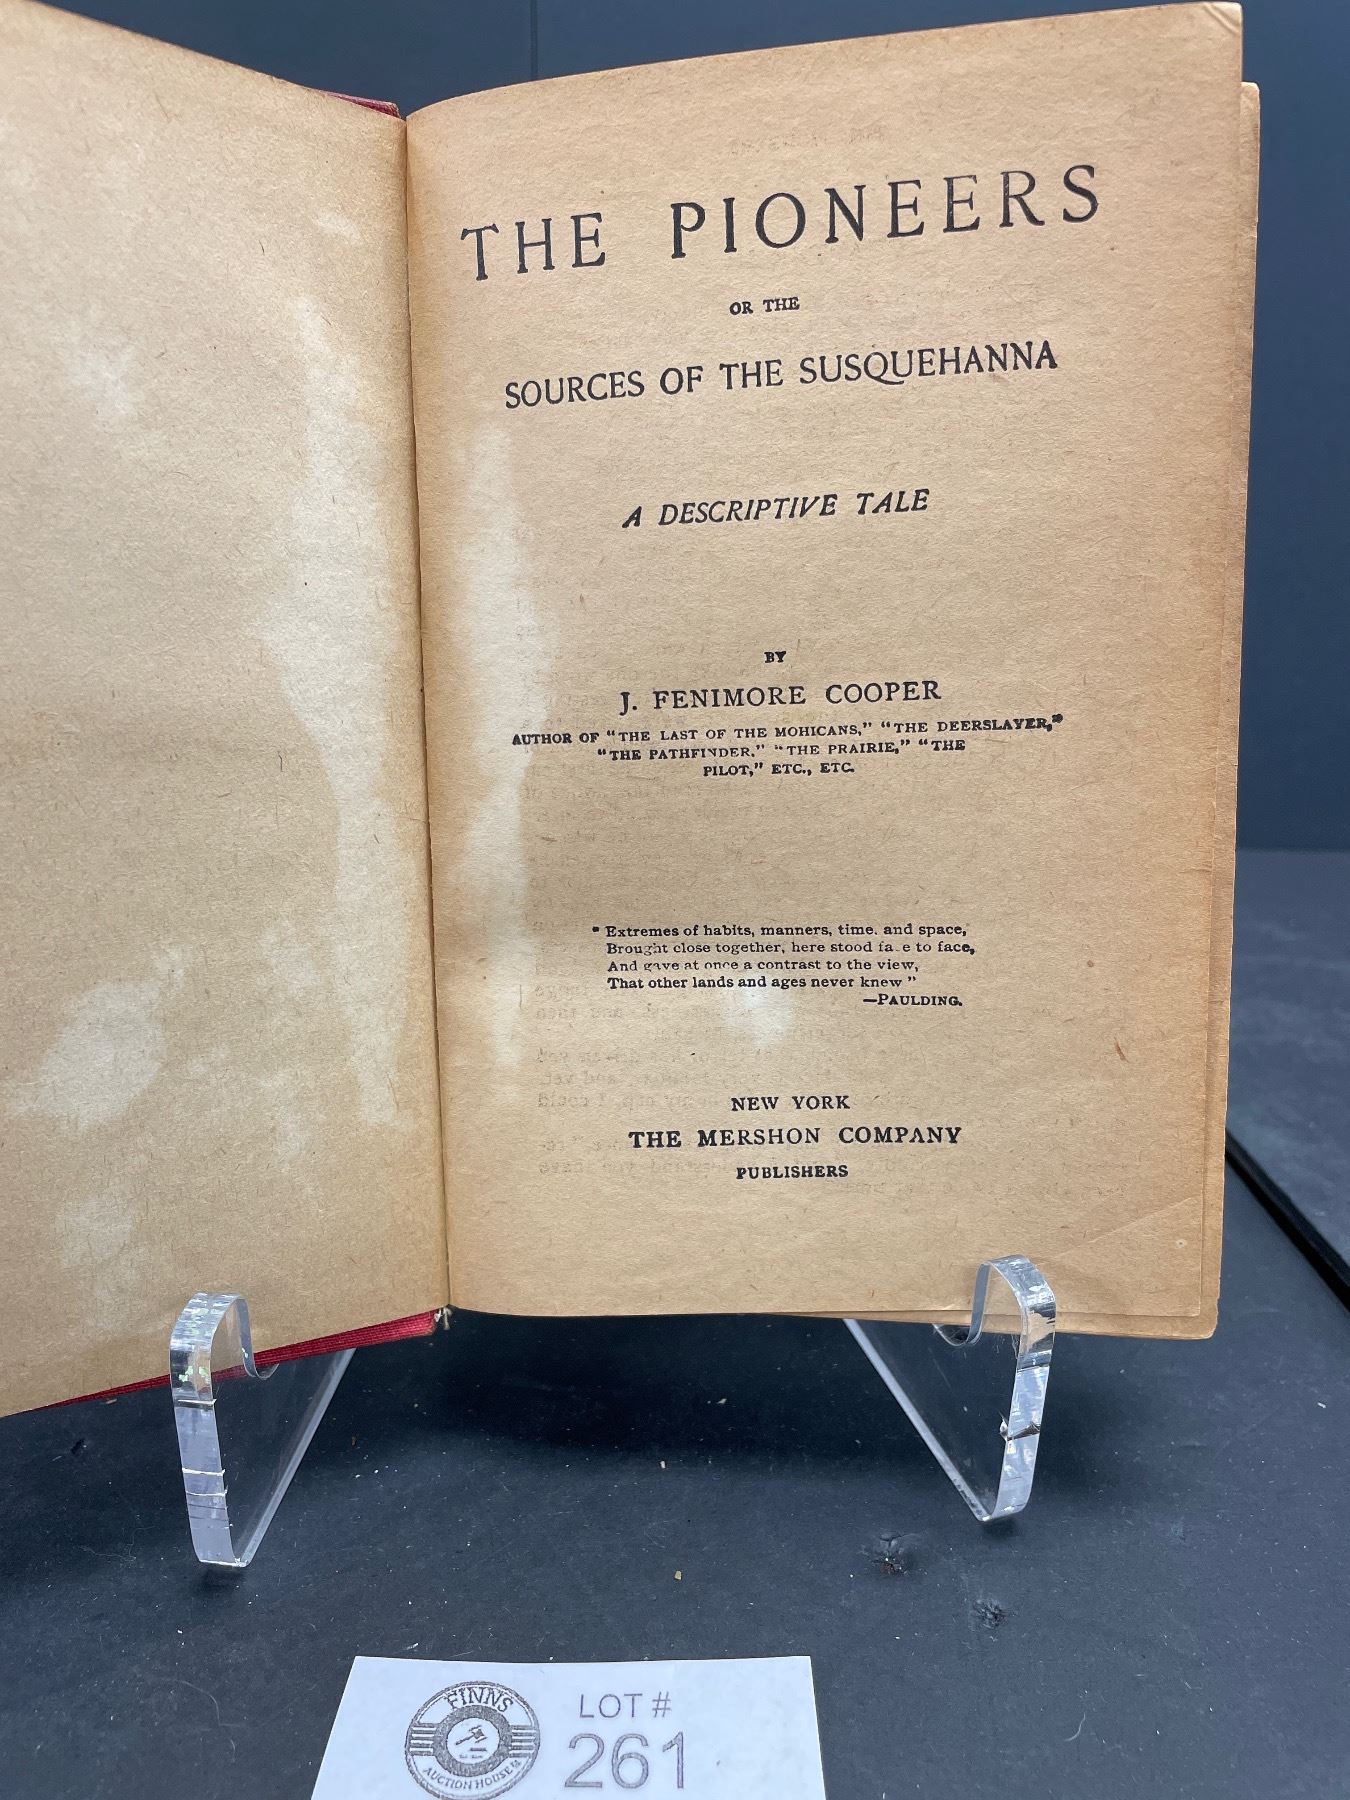 THE PIONEERS
OR THE
SOURCES OF THE SUSQUEHANNA
A DESCRIPTIVE TALE
BY
J. FENIMORE COOPER
AUTHOR OF "THE LAST OF THE MOHICANS," "THE DEERSLAYER,"
"THE PATHFINDER," "THE PRAIRIE," "THE
PILOT," ETC., ETC.
"Extremes of habits, manners, time. and space,
Brought close together, here stood fa e to face,
And gave at once a contrast to the view,
That other lands and ages never knew"
—PAULDING.
NEW YORK
THE MERSHON COMPANY
PUBLISHERS
FINNS
AUCTION HOUSE
LOT #
261